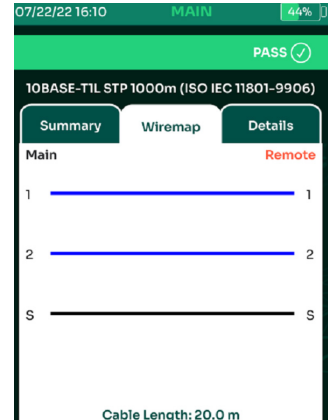 07/22/22 16:10 MAIN 44%
PASS
10BASE-T1L STP 1000m (ISO IEC 11801-9906)
Summary Wiremap Details
Main Remote
1 1
2 2
S S
Cable Length: 20.0 m